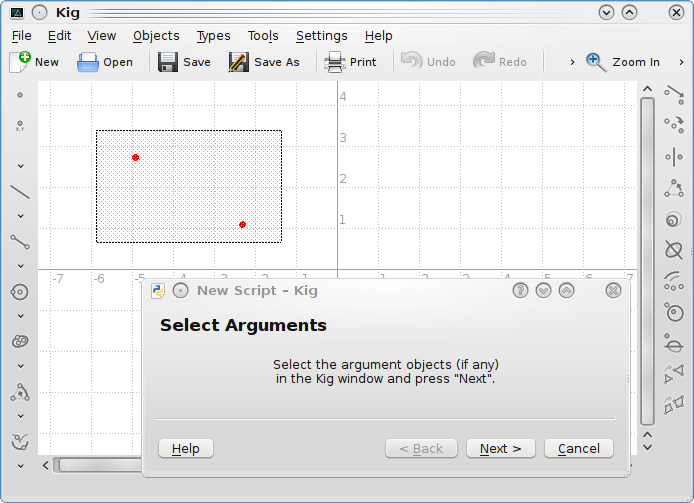 Kig
File Edit View Objects Types Tools Settings Help
New Open Save Save As Print Undo Redo Zoom In
X,Y
4
3
2
1
-7 -6 -5 -4 -3 -2 -1 1 2 3 4 5 6 7
New Script – Kig
Select Arguments
Select the argument objects (if any)
in the Kig window and press "Next".
Help < Back Next > Cancel